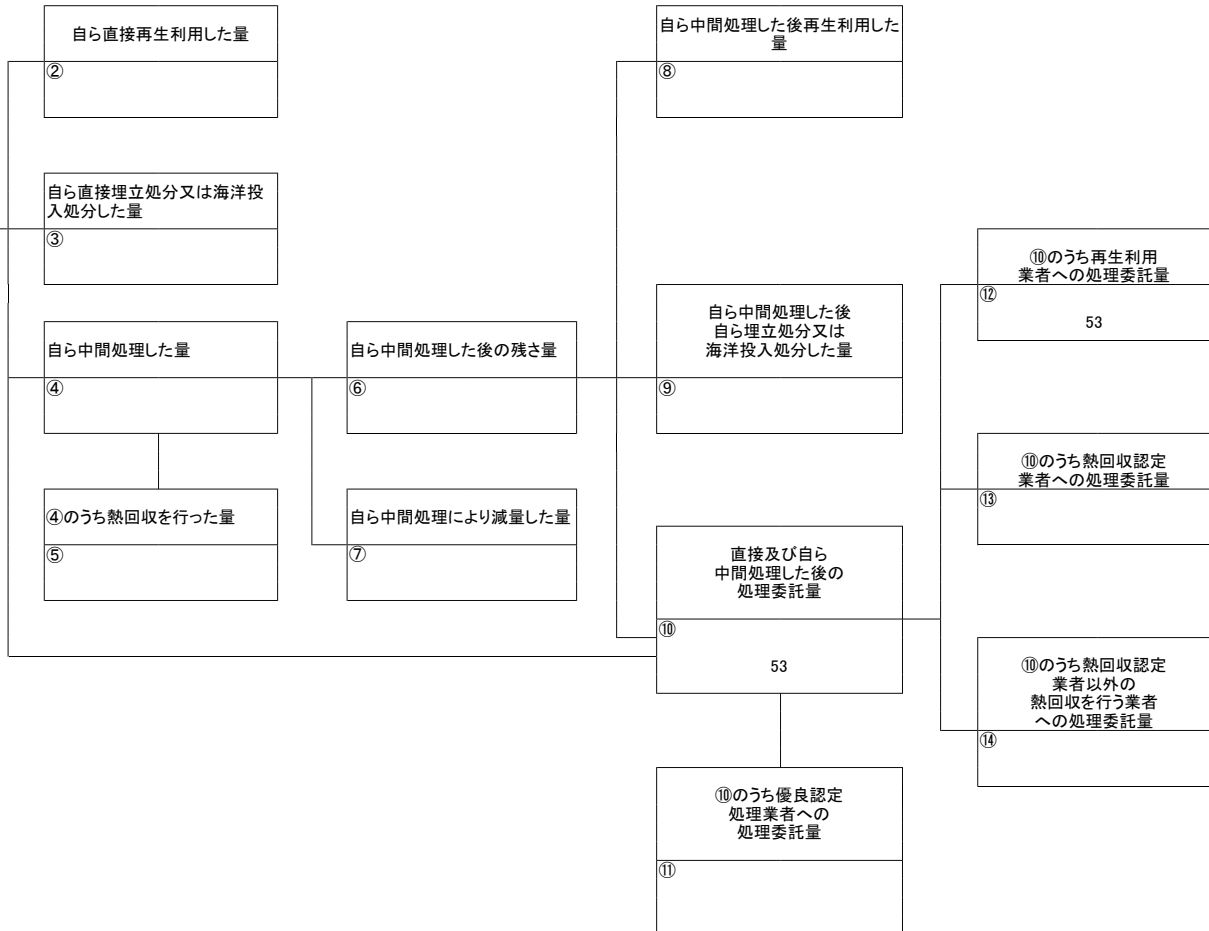 自ら直接再生利用した量
②
自ら直接埋立処分又は海洋投
入処分した量
③
自ら中間処理した量
④
④のうち熱回収を行った量
⑤
自ら中間処理した後の残さ量
⑥
自ら中間処理により減量した量
⑦
自ら中間処理した後再生利用した
量
⑧
自ら中間処理した後
自ら埋立処分又は
海洋投入処分した量
⑨
直接及び自ら
中間処理した後の
処理委託量
⑩
53
⑩のうち優良認定
処理業者への
処理委託量
⑪
⑩のうち再生利用
業者への処理委託量
⑫
53
⑩のうち熱回収認定
業者への処理委託量
⑬
⑩のうち熱回収認定
業者以外の
熱回収を行う業者
への処理委託量
⑭